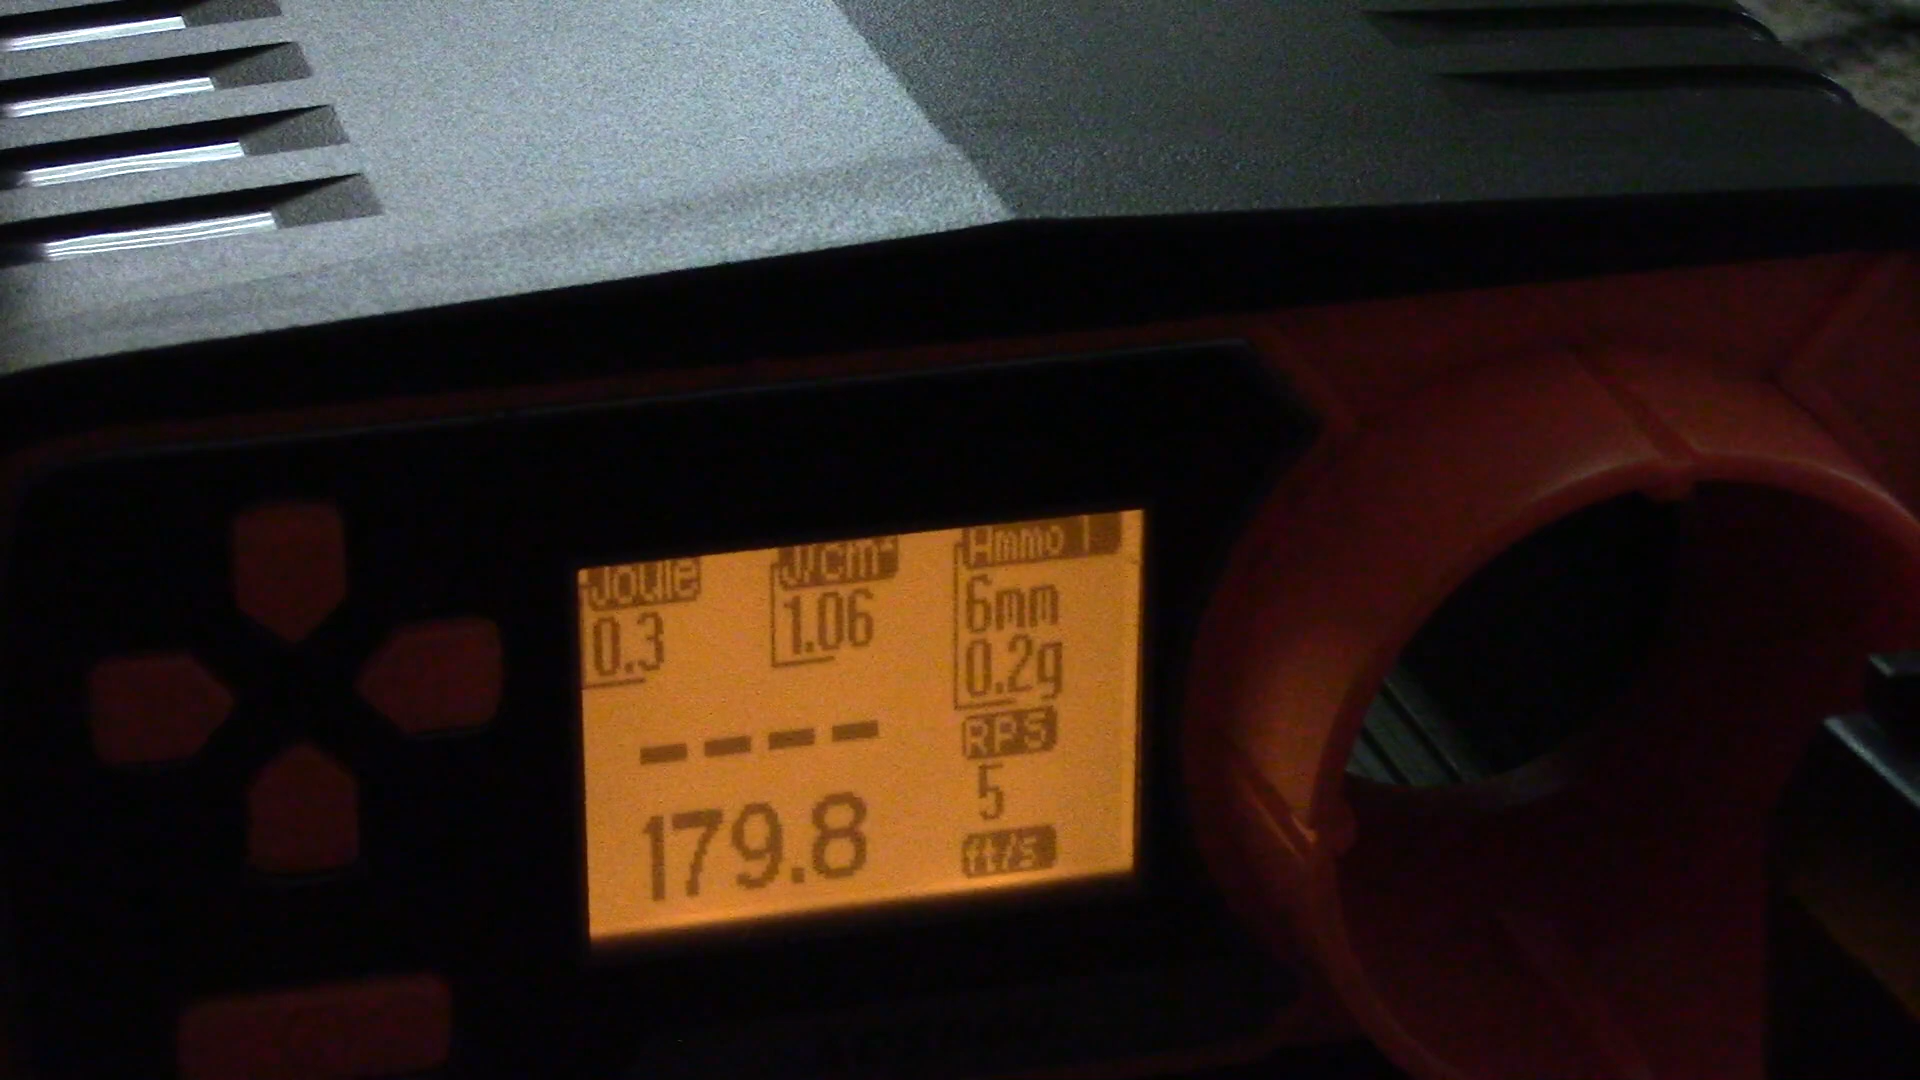 Joule
0.3
J/cm²
1.06
Ammo 1
6mm
0.2g
----
RPS
5
179.8
ft/s